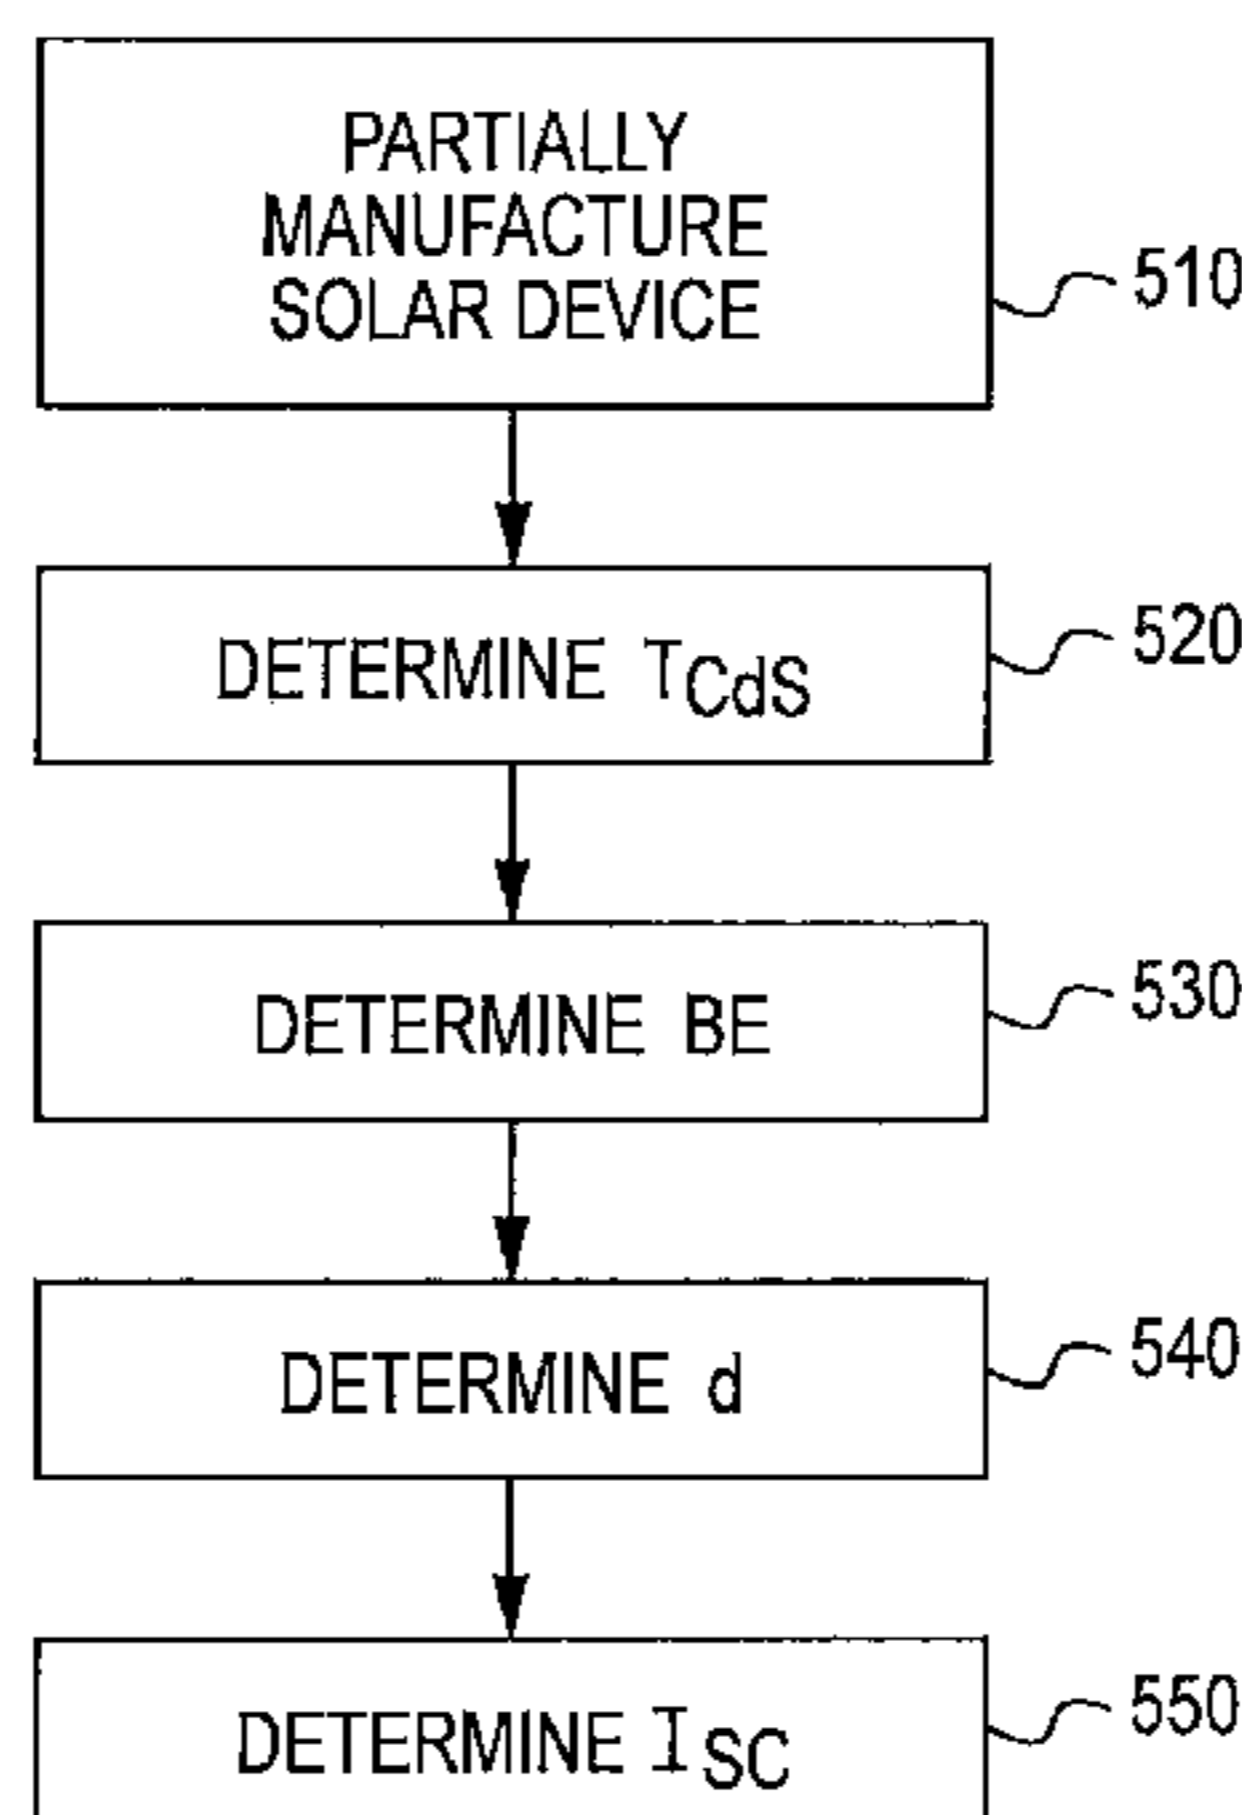 PARTIALLY
MANUFACTURE
SOLAR DEVICE
510
DETERMINE TCdS
520
DETERMINE BE
530
DETERMINE d
540
DETERMINE ISC
550